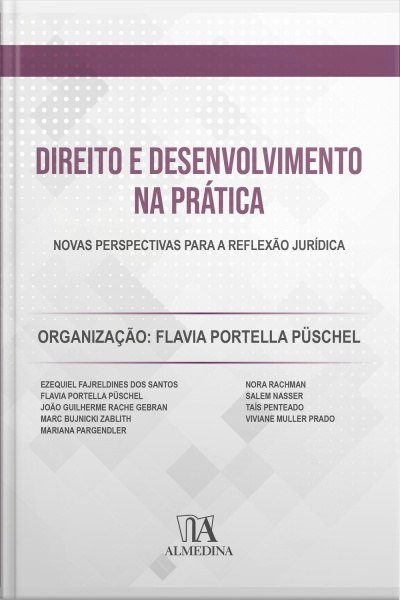 DIREITO E DESENVOLVIMENTO
NA PRÁTICA
NOVAS PERSPECTIVAS PARA A REFLEXÃO JURÍDICA
ORGANIZAÇÃO: FLAVIA PORTELLA PÜSCHEL
EZEQUIEL FAJRELDINES DOS SANTOS
FLAVIA PORTELLA PÜSCHEL
JOÃO GUILHERME RACHE GEBRAN
MARC BUJNICKI ZABLITH
MARIANA PARGENDLER
NORA RACHMAN
SALEM NASSER
TAÍS PENTEADO
VIVIANE MULLER PRADO
ALMEDINA